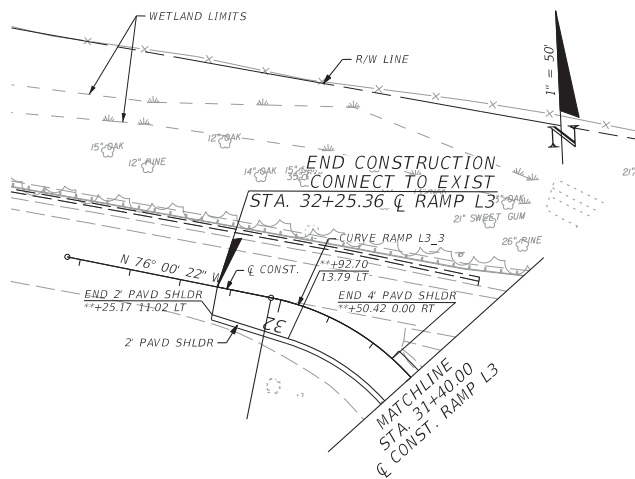 WETLAND LIMITS
R/W LINE
1" = 50'
N
15" OAK
12" OAK
12" PINE
14" OAK
END CONSTRUCTION
CONNECT TO EXIST
STA. 32+25.36 ℄ RAMP L3
21" SWEET GUM
26" PINE
21"
CURVE RAMP L3_3
N 76° 00' 22" W
℄ CONST.
**+92.70
13.79 LT
END 2' PAVD SHLDR
**+25.17 11.02 LT
END 4' PAVD SHLDR
**+50.42 0.00 RT
32
2' PAVD SHLDR
MATCHLINE
STA. 31+40.00
℄ CONST. RAMP L3